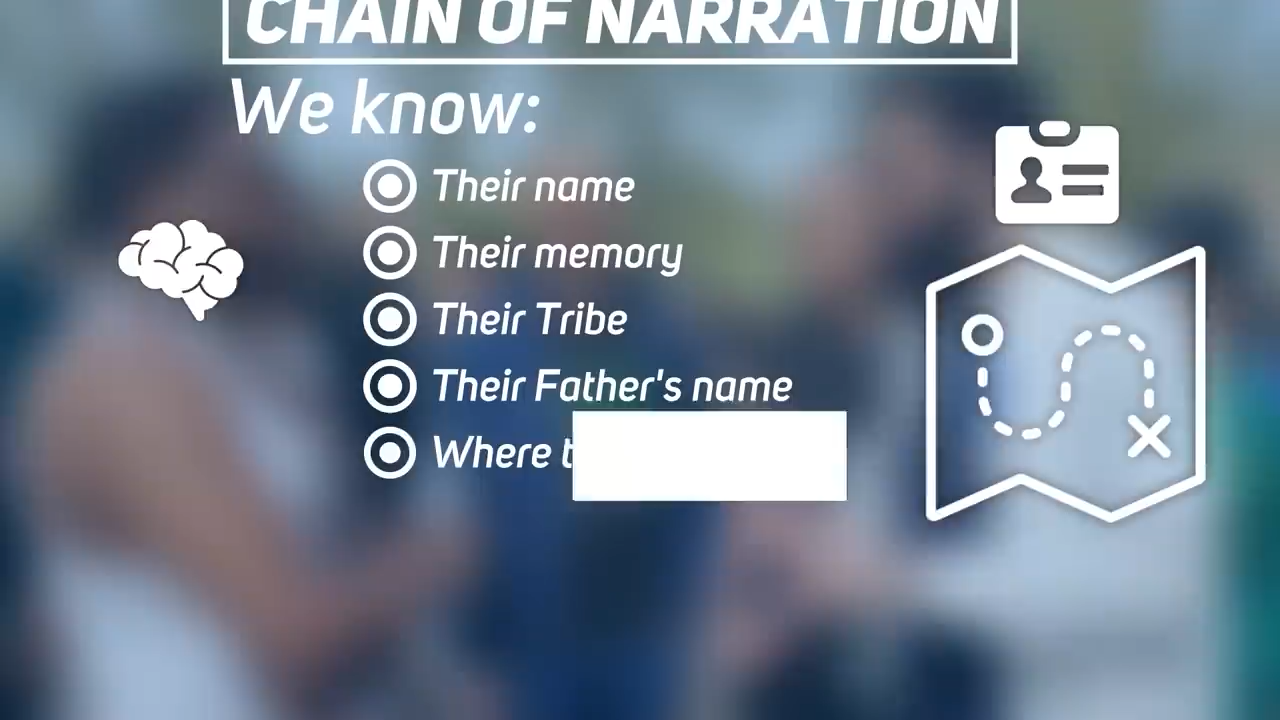 CHAIN OF NARRATION
We know:
Their name
Their memory
Their Tribe
Their Father's name
Where